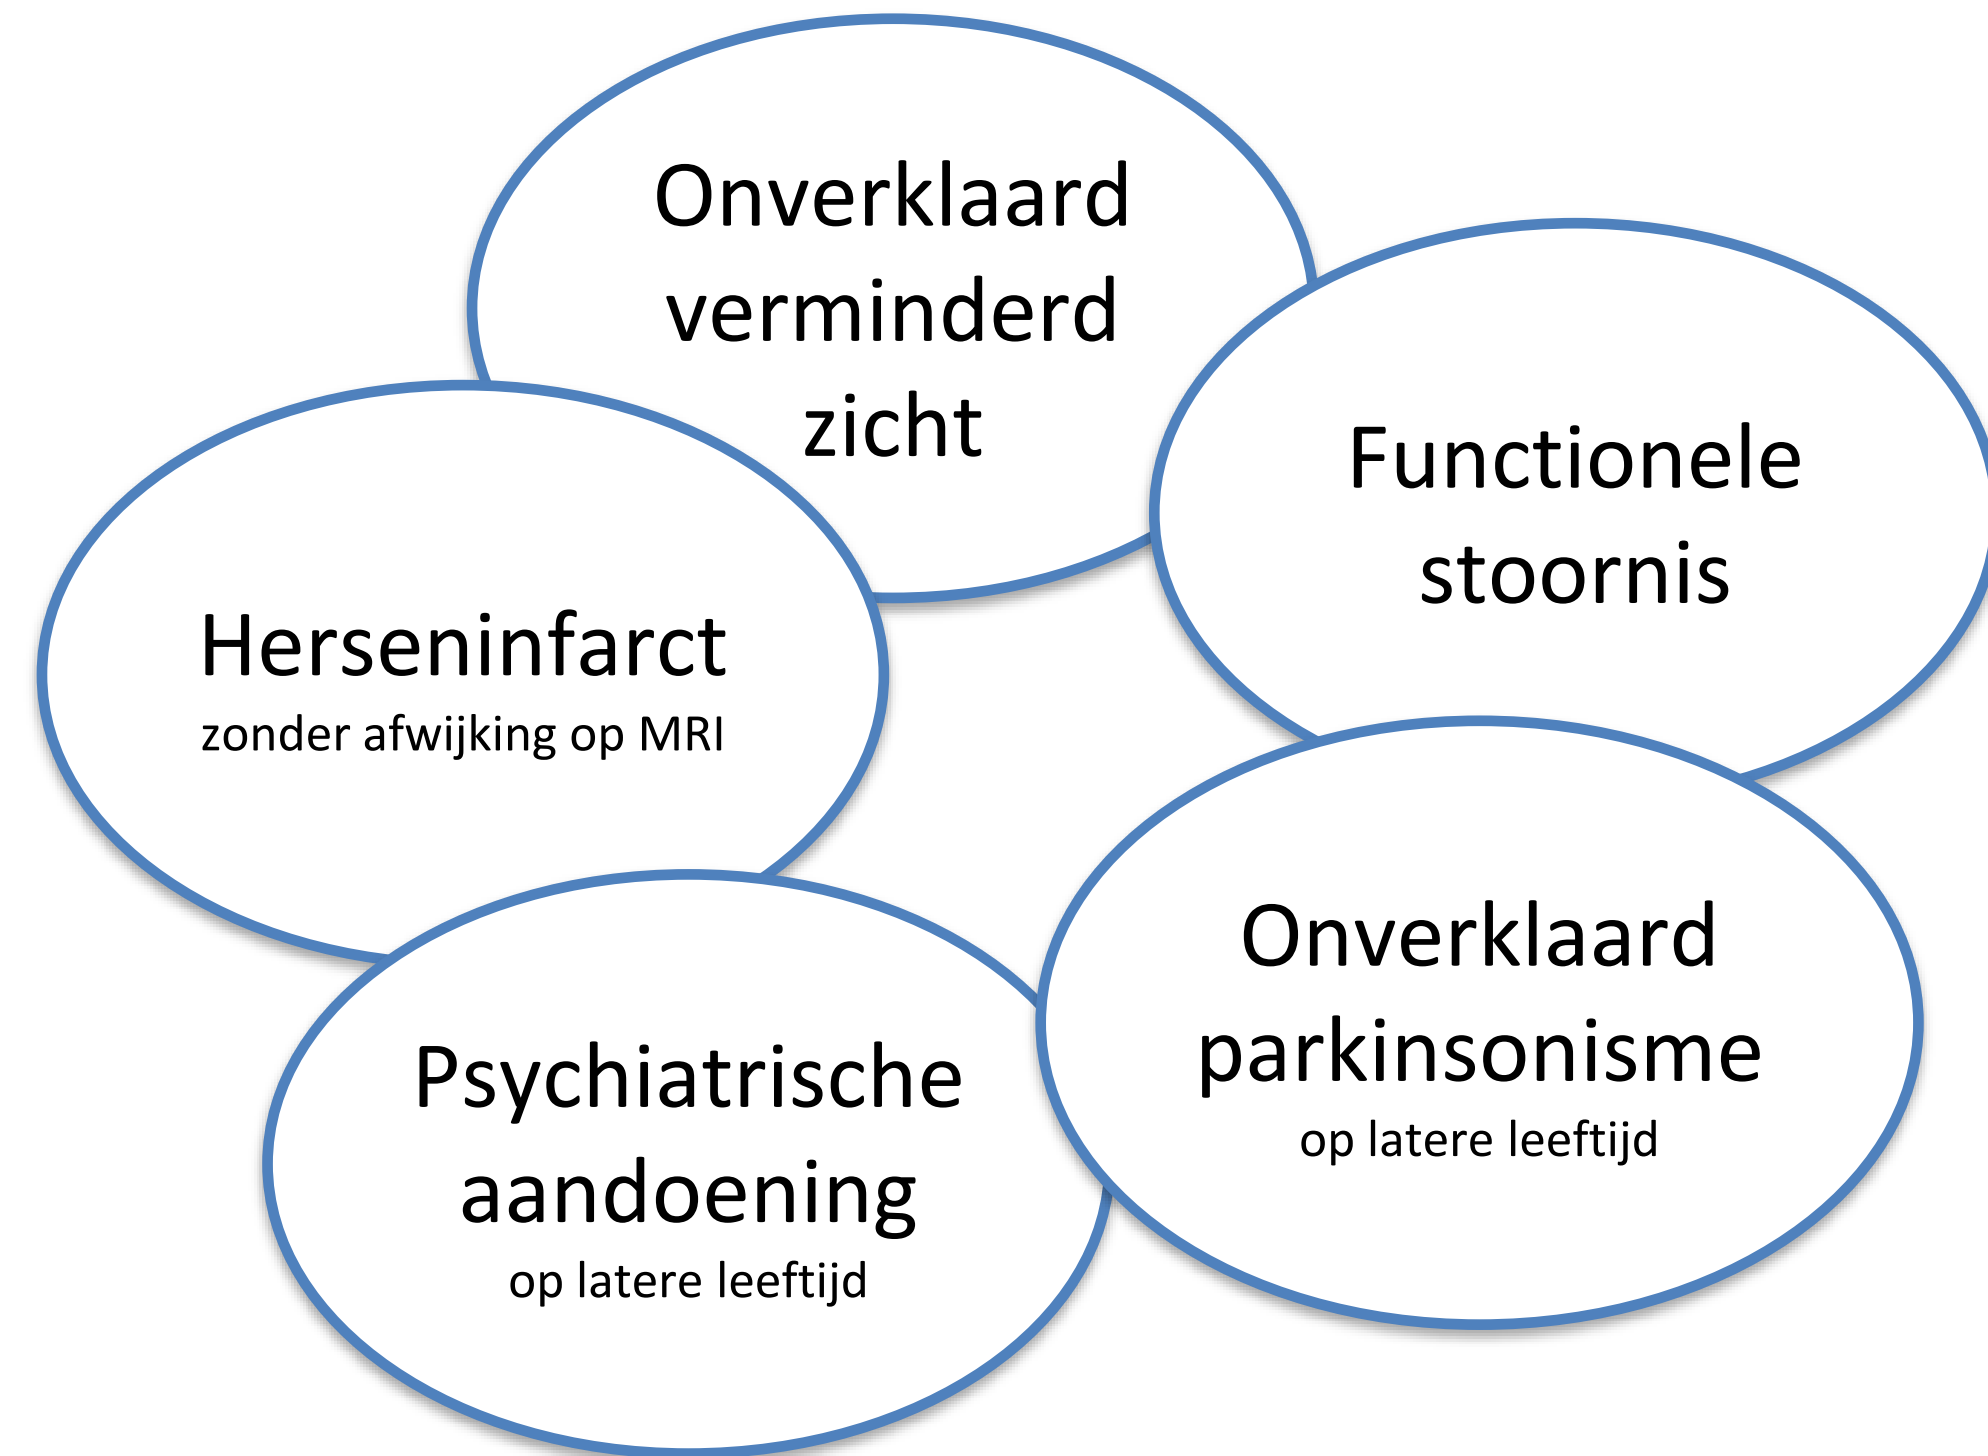 Onverklaard
verminderd
zicht
Functionele
stoornis
Herseninfarct
zonder afwijking op MRI
Onverklaard
parkinsonisme
op latere leeftijd
Psychiatrische
aandoening
op latere leeftijd